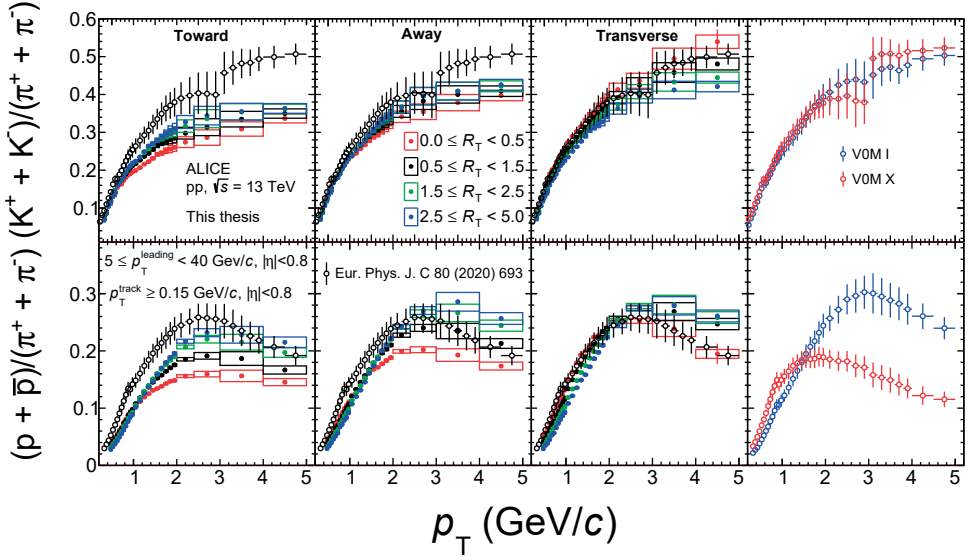 Toward
Away
Transverse
(p + p̅)/(π⁺ + π⁻) (K⁺ + K⁻)/(π⁺ + π⁻)
0.6
0.5
0.4
0.3
0.2
0.1
ALICE
pp, √s = 13 TeV
This thesis
0.0 ≤ R_T < 0.5
0.5 ≤ R_T < 1.5
1.5 ≤ R_T < 2.5
2.5 ≤ R_T < 5.0
V0M I
V0M X
0.3
0.2
0.1
0
5 ≤ p_T^leading < 40 Gev/c, |η|<0.8
p_T^track ≥ 0.15 GeV/c, |η|<0.8
Eur. Phys. J. C 80 (2020) 693
1 2 3 4 5 1 2 3 4 5 1 2 3 4 5 1 2 3 4 5
p_T (GeV/c)